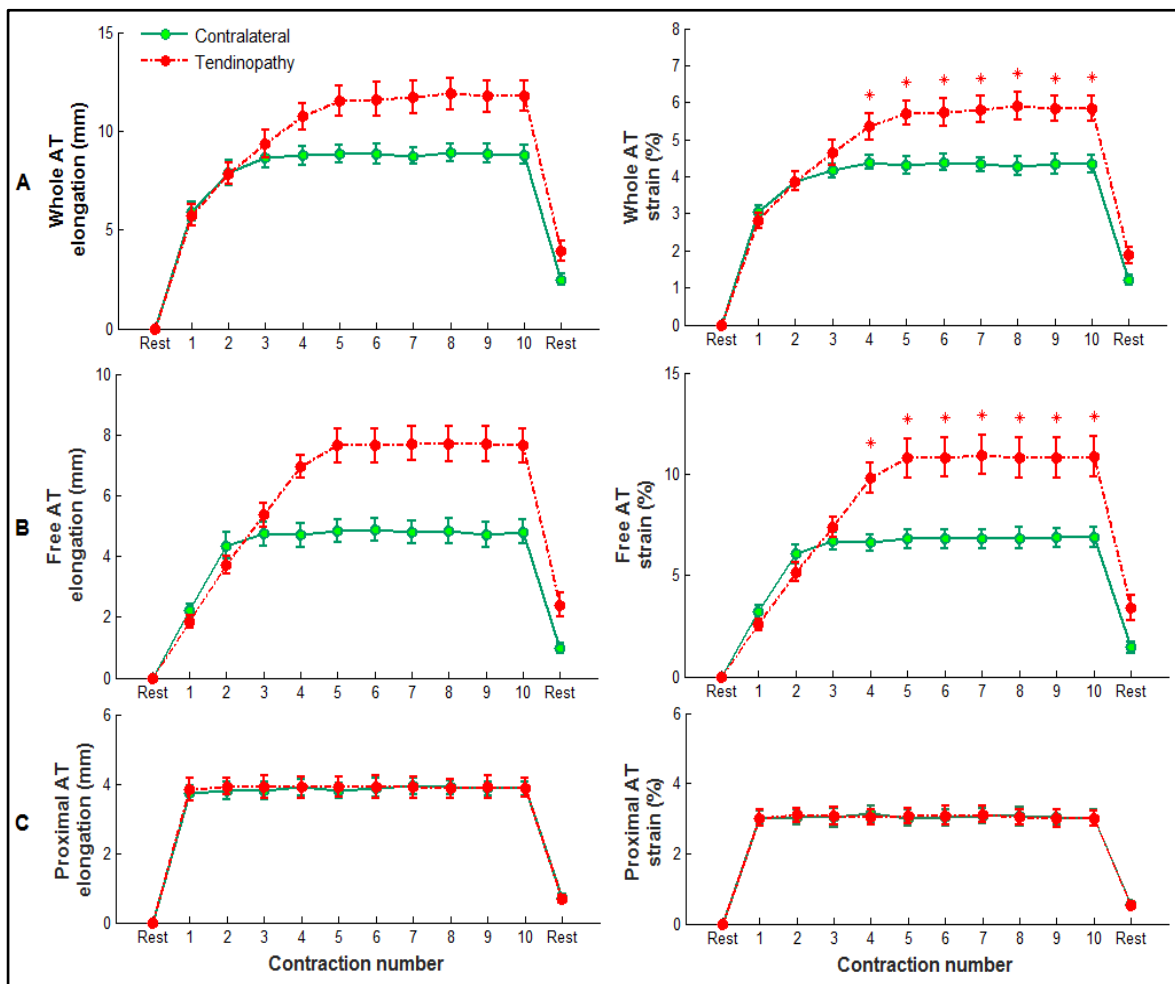 Contralateral
Tendinopathy
A
Whole AT
elongation (mm)
15
10
5
0
Rest 1 2 3 4 5 6 7 8 9 10 Rest
Whole AT
strain (%)
8
7
6
5
4
3
2
1
0
* * * * * * *
Rest 1 2 3 4 5 6 7 8 9 10 Rest
B
Free AT
elongation (mm)
10
8
6
4
2
0
Rest 1 2 3 4 5 6 7 8 9 10 Rest
Free AT
strain (%)
15
10
5
0
* * * * * * *
Rest 1 2 3 4 5 6 7 8 9 10 Rest
C
Proximal AT
elongation (mm)
6
4
2
0
Rest 1 2 3 4 5 6 7 8 9 10 Rest
Contraction number
Proximal AT
strain (%)
6
4
2
0
Rest 1 2 3 4 5 6 7 8 9 10 Rest
Contraction number